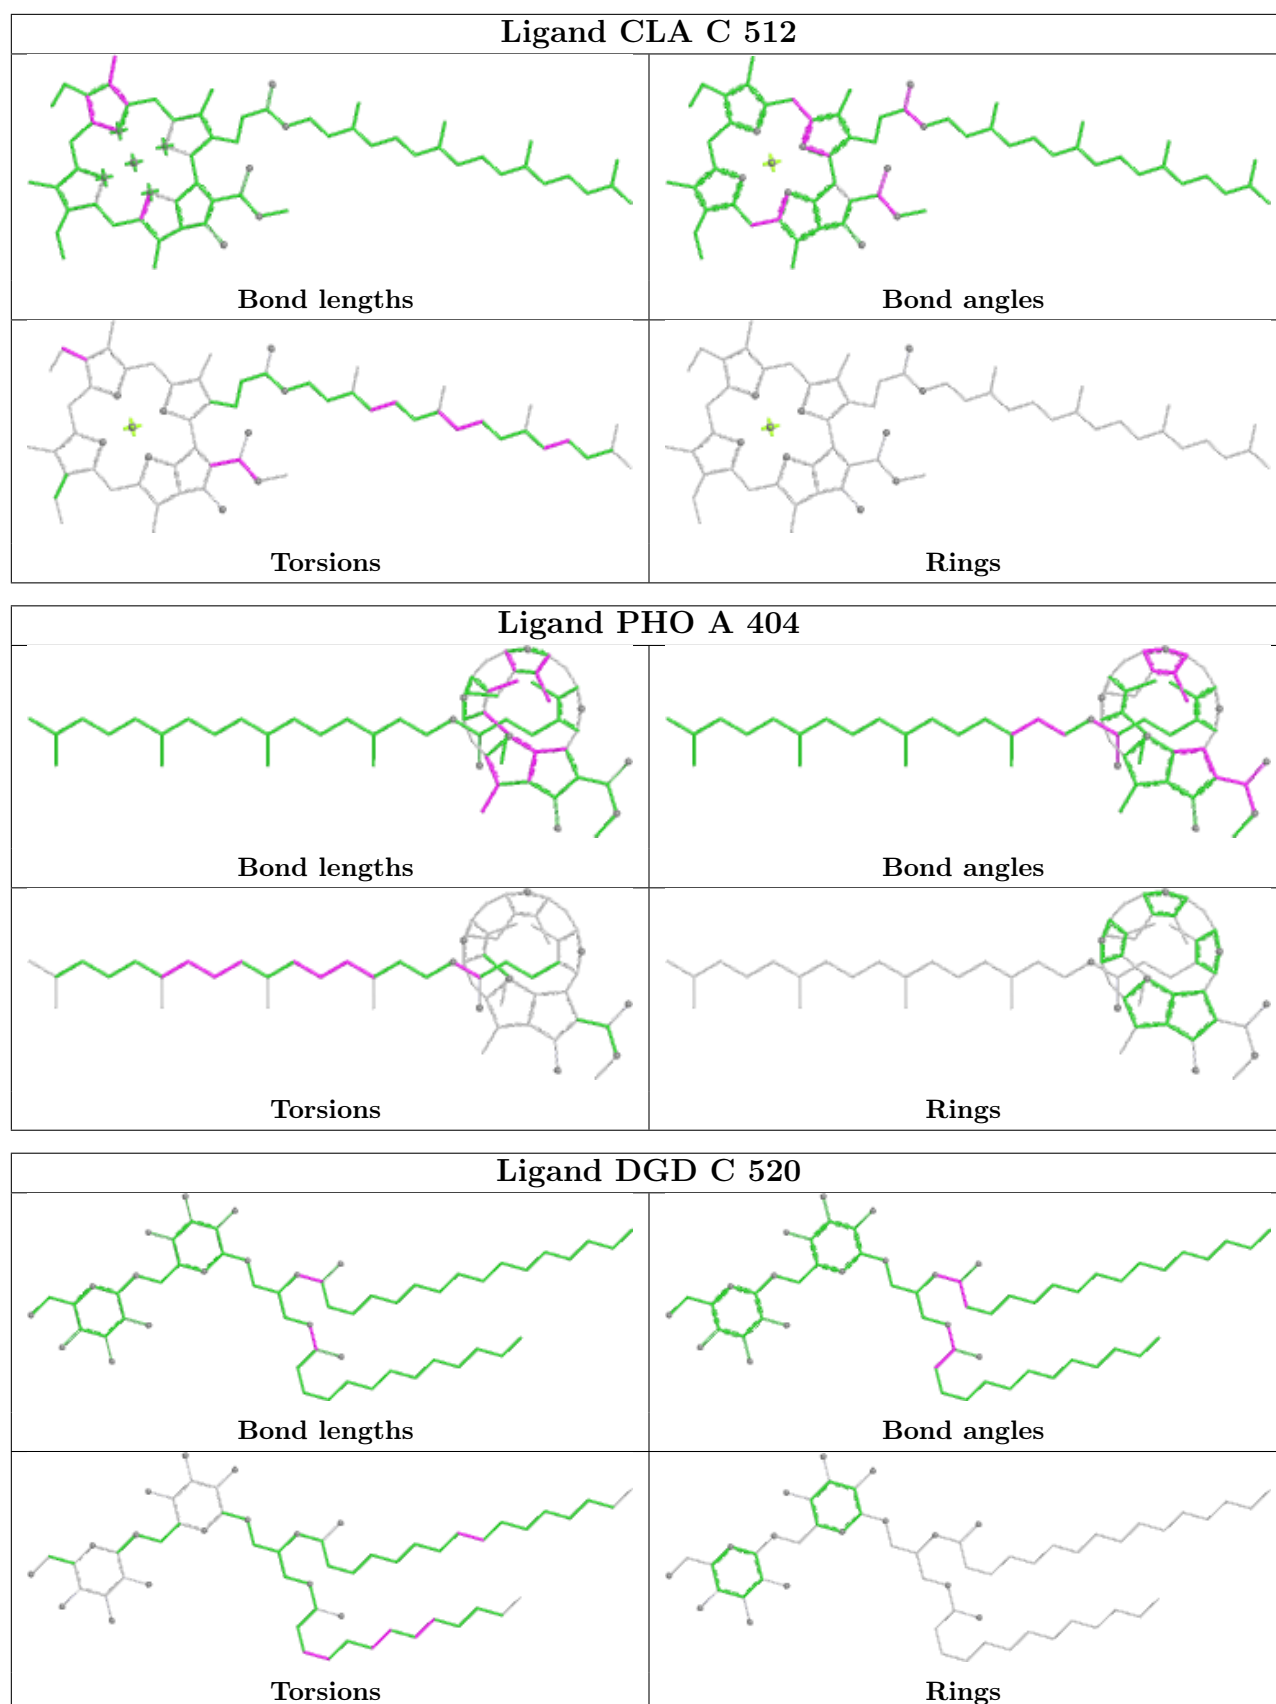 Ligand CLA C 512
Bond lengths
Bond angles
Torsions
Rings
Ligand PHO A 404
Bond lengths
Bond angles
Torsions
Rings
Ligand DGD C 520
Bond lengths
Bond angles
Torsions
Rings